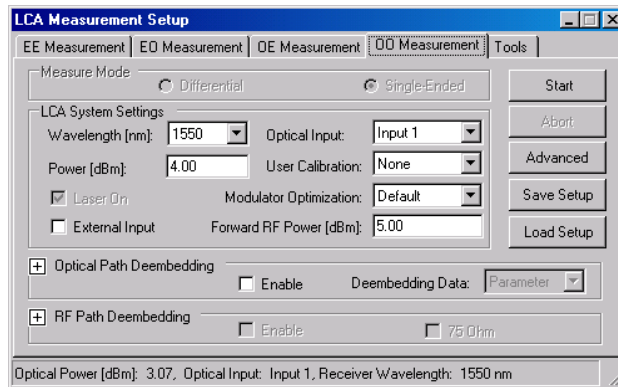 LCA Measurement Setup
EE Measurement EO Measurement OE Measurement OO Measurement Tools
Measure Mode
Differential Single-Ended Start
LCA System Settings
Abort
Wavelength [nm]: 1550 Optical Input: Input 1
Power [dBm]: 4.00 User Calibration: None Advanced
Laser On Modulator Optimization: Default Save Setup
External Input Forward RF Power [dBm]: 5.00 Load Setup
Optical Path Deembedding
Enable Deembedding Data: Parameter
RF Path Deembedding
Enable 75 Ohm
Optical Power [dBm]: 3.07, Optical Input: Input 1, Receiver Wavelength: 1550 nm